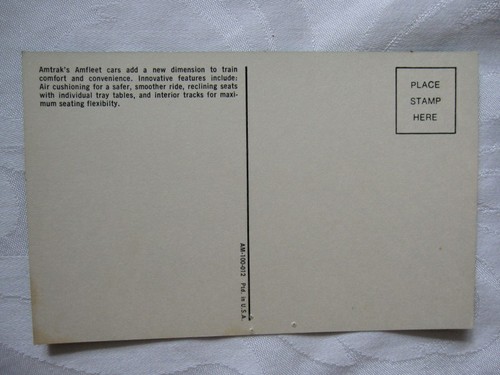 Amtrak's Amfleet cars add a new dimension to train
comfort and convenience. Innovative features include:
Air cushioning for a safer, smoother ride, reclining seats
with individual tray tables, and interior tracks for maxi-
mum seating flexibilty.
PLACE
STAMP
HERE
AM-100-012 Ptd. in U.S.A.